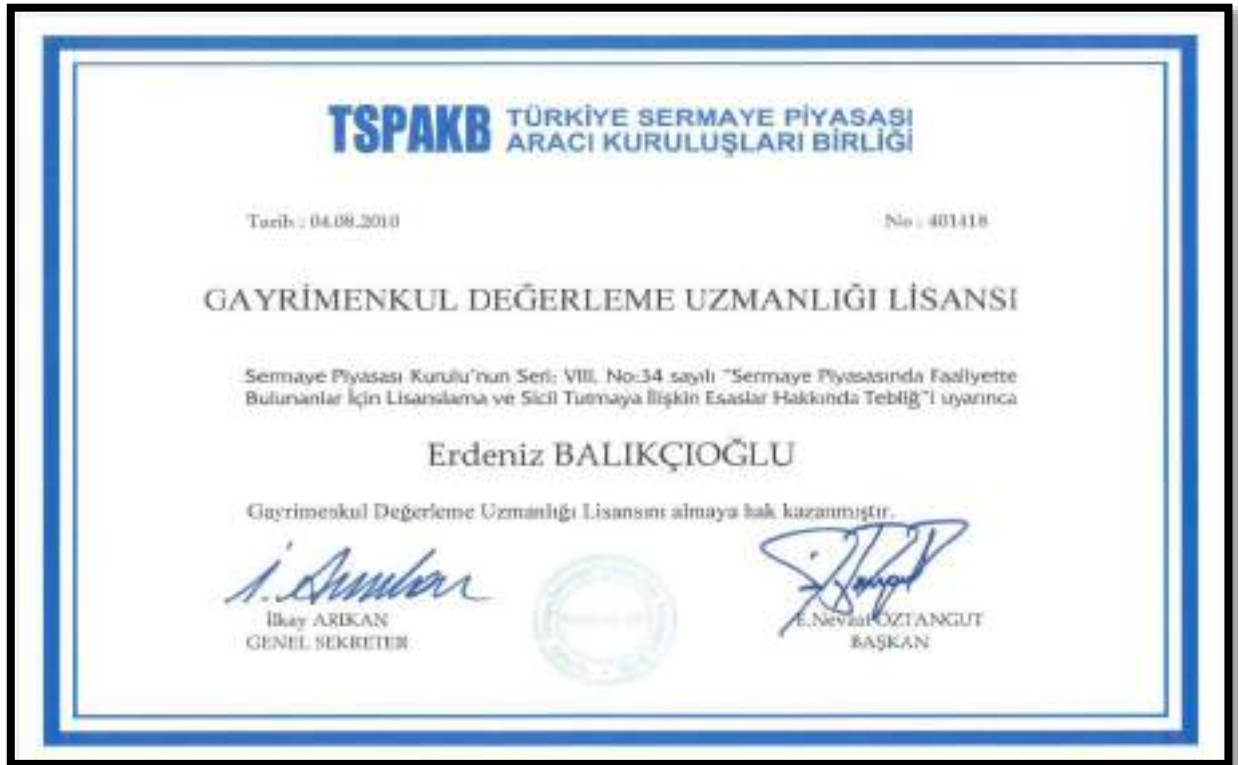 TSPAKB TÜRKİYE SERMAYE PİYASASI
ARACI KURULUŞLARI BİRLİĞİ
Tarih : 04.08.2010
No : 401418
GAYRİMENKUL DEĞERLEME UZMANLIĞI LİSANSI
Sermaye Piyasası Kurulu'nun Seri: VIII, No:34 sayılı "Sermaye Piyasasında Faaliyette
Bulunanlar İçin Lisanslama ve Sicil Tutmaya İlişkin Esaslar Hakkında Tebliğ"i uyarınca
Erdeniz BALIKÇIOĞLU
Gayrimenkul Değerleme Uzmanlığı Lisansını almaya hak kazanmıştır.
İlkay ARIKAN
GENEL SEKRETER
E.Nevzat ÖZTANGUT
BAŞKAN